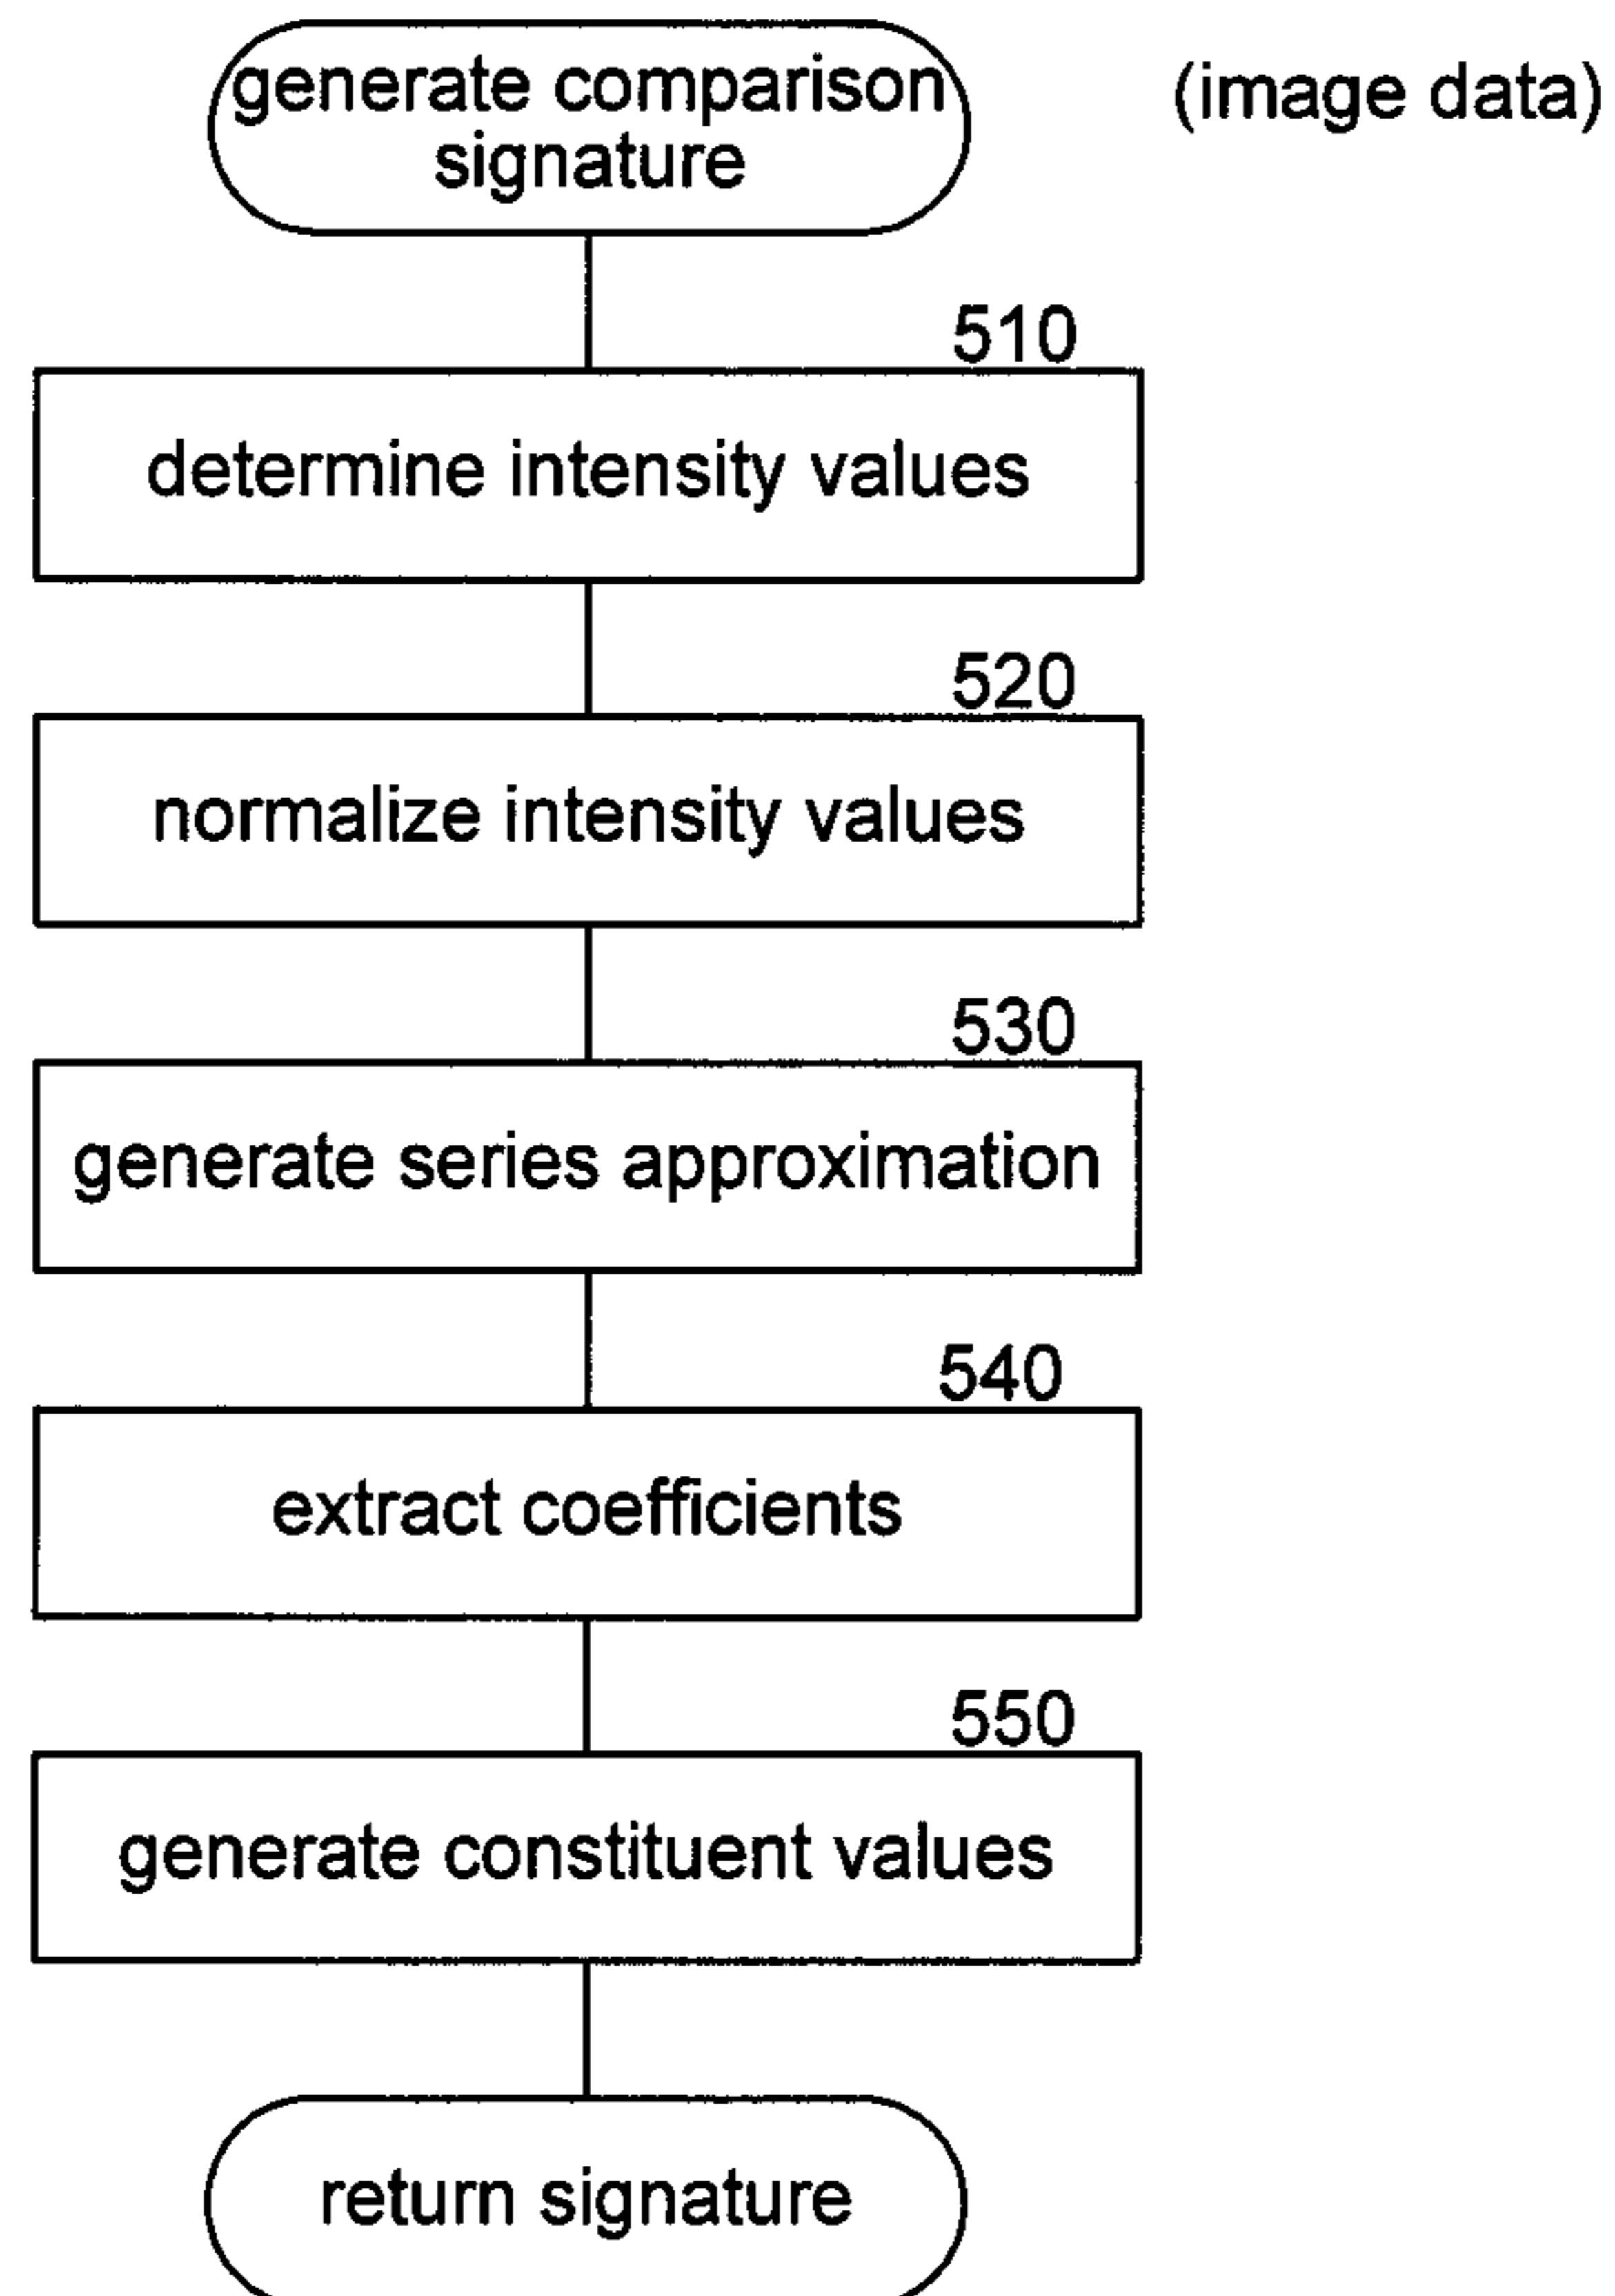 generate comparison
signature
(image data)
510
determine intensity values
520
normalize intensity values
530
generate series approximation
540
extract coefficients
550
generate constituent values
return signature